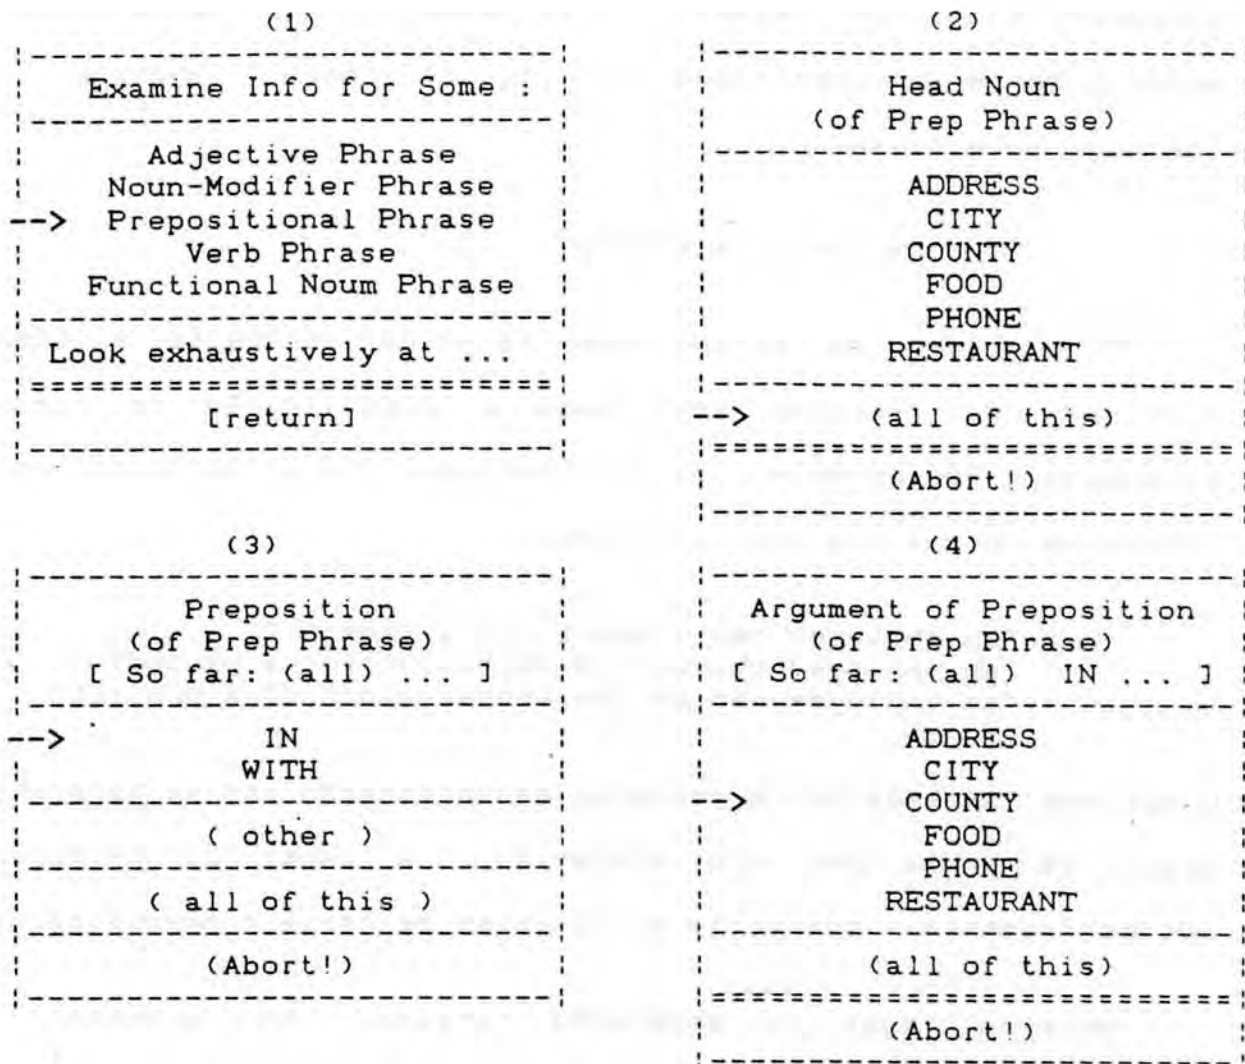 (1)
Examine Info for Some :
Adjective Phrase
Noun-Modifier Phrase
--> Prepositional Phrase
Verb Phrase
Functional Noum Phrase
Look exhaustively at ...
[return]
(2)
Head Noun
(of Prep Phrase)
ADDRESS
CITY
COUNTY
FOOD
PHONE
RESTAURANT
--> (all of this)
(Abort!)
(3)
Preposition
(of Prep Phrase)
[ So far: (all) ... ]
--> IN
WITH
( other )
( all of this )
(Abort!)
(4)
Argument of Preposition
(of Prep Phrase)
[ So far: (all) IN ... ]
ADDRESS
CITY
--> COUNTY
FOOD
PHONE
RESTAURANT
(all of this)
(Abort!)